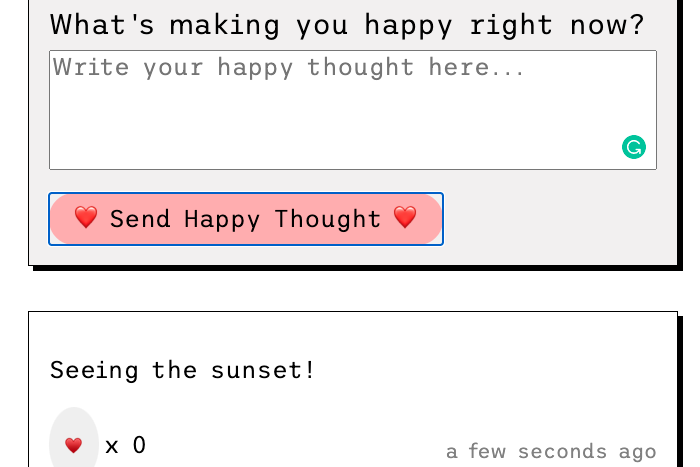 What's making you happy right now?
Write your happy thought here...
❤️ Send Happy Thought ❤️
Seeing the sunset!
❤️ x 0
a few seconds ago